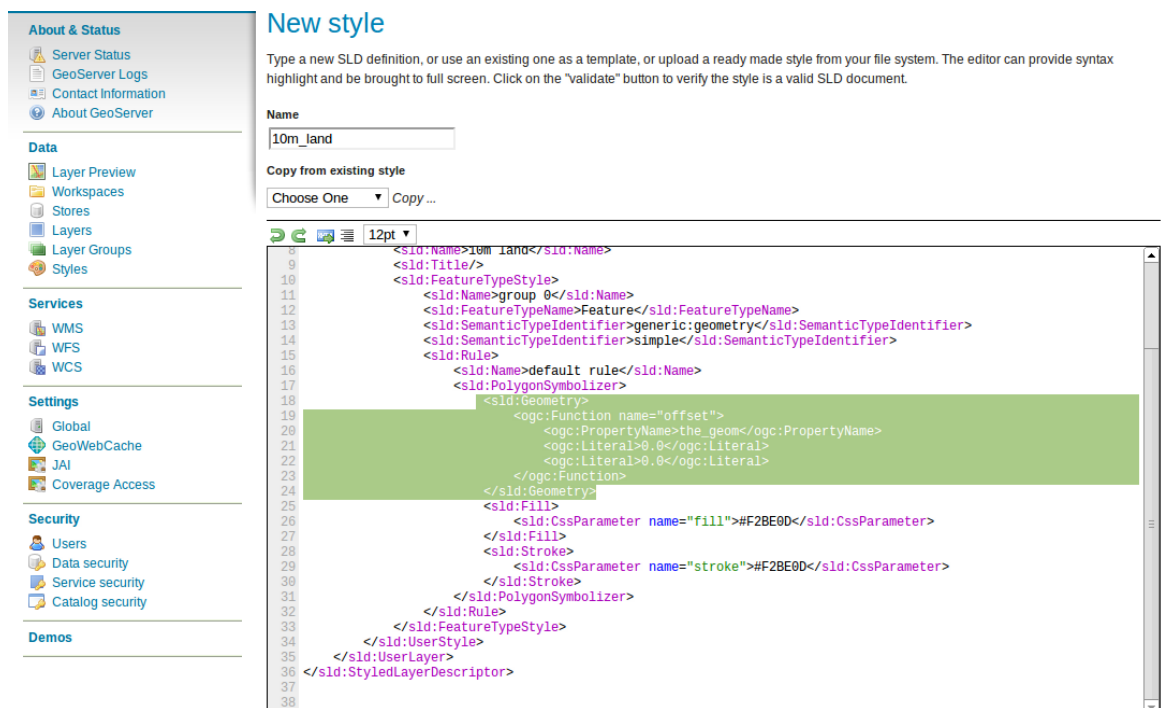 About & Status
Server Status
GeoServer Logs
Contact Information
About GeoServer
Data
Layer Preview
Workspaces
Stores
Layers
Layer Groups
Styles
Services
WMS
WFS
WCS
Settings
Global
GeoWebCache
JAI
Coverage Access
Security
Users
Data security
Service security
Catalog security
Demos
New style
Type a new SLD definition, or use an existing one as a template, or upload a ready made style from your file system. The editor can provide syntax
highlight and be brought to full screen. Click on the "validate" button to verify the style is a valid SLD document.
Name
10m_land
Copy from existing style
Choose One Copy ...
12pt
8 <sld:Name>10m land</sld:Name>
9 <sld:Title/>
10 <sld:FeatureTypeStyle>
11 <sld:Name>group 0</sld:Name>
12 <sld:FeatureTypeName>Feature</sld:FeatureTypeName>
13 <sld:SemanticTypeIdentifier>generic:geometry</sld:SemanticTypeIdentifier>
14 <sld:SemanticTypeIdentifier>simple</sld:SemanticTypeIdentifier>
15 <sld:Rule>
16 <sld:Name>default rule</sld:Name>
17 <sld:PolygonSymbolizer>
18 <sld:Geometry>
19 <ogc:Function name="offset">
20 <ogc:PropertyName>the_geom</ogc:PropertyName>
21 <ogc:Literal>0.0</ogc:Literal>
22 <ogc:Literal>0.0</ogc:Literal>
23 </ogc:Function>
24 </sld:Geometry>
25 <sld:Fill>
26 <sld:CssParameter name="fill">#F2BE0D</sld:CssParameter>
27 </sld:Fill>
28 <sld:Stroke>
29 <sld:CssParameter name="stroke">#F2BE0D</sld:CssParameter>
30 </sld:Stroke>
31 </sld:PolygonSymbolizer>
32 </sld:Rule>
33 </sld:FeatureTypeStyle>
34 </sld:UserStyle>
35 </sld:UserLayer>
36 </sld:StyledLayerDescriptor>
37
38